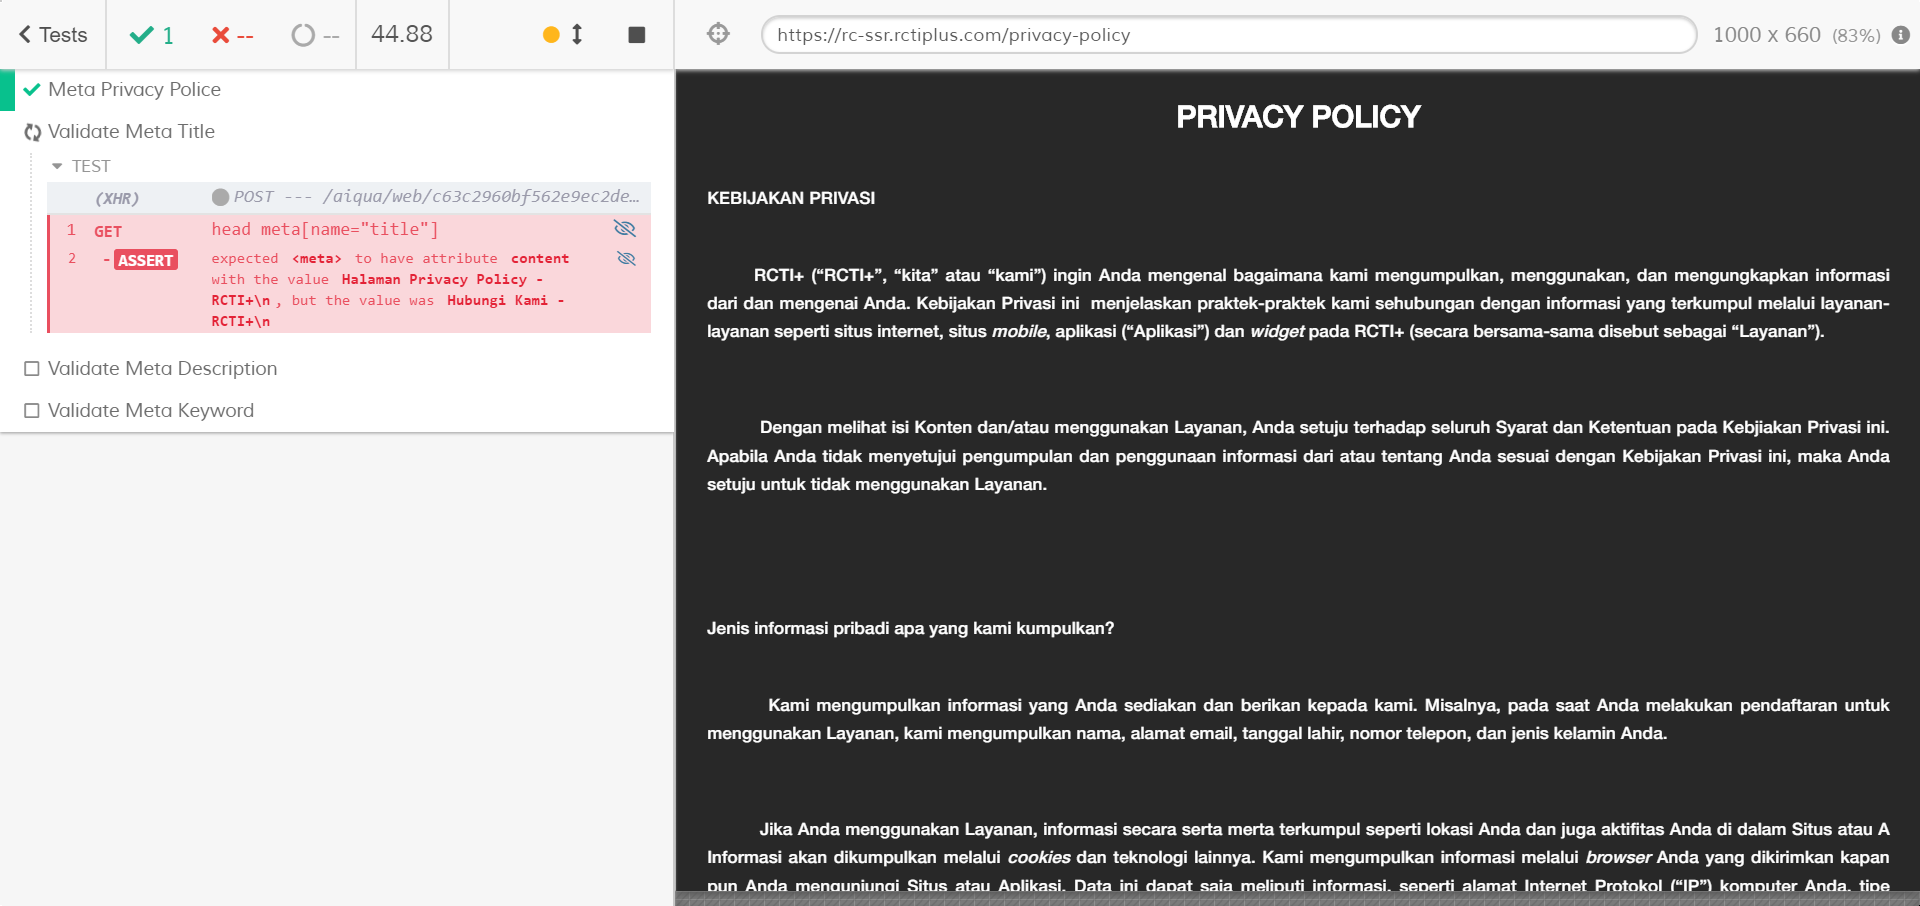 Tests
1
--
--
44.88
https://rc-ssr.rctiplus.com/privacy-policy
1000 x 660 (83%)
Meta Privacy Police
Validate Meta Title
TEST
(XHR) POST --- /aiqua/web/c63c2960bf562e9ec2de…
1 GET head meta[name="title"]
2 - ASSERT expected <meta> to have attribute content
with the value Halaman Privacy Policy -
RCTI+\n , but the value was Hubungi Kami -
RCTI+\n
Validate Meta Description
Validate Meta Keyword
PRIVACY POLICY
KEBIJAKAN PRIVASI
RCTI+ (“RCTI+”, “kita” atau “kami”) ingin Anda mengenal bagaimana kami mengumpulkan, menggunakan, dan mengungkapkan informasi
dari dan mengenai Anda. Kebijakan Privasi ini menjelaskan praktek-praktek kami sehubungan dengan informasi yang terkumpul melalui layanan-
layanan seperti situs internet, situs mobile, aplikasi (“Aplikasi”) dan widget pada RCTI+ (secara bersama-sama disebut sebagai “Layanan”).
Dengan melihat isi Konten dan/atau menggunakan Layanan, Anda setuju terhadap seluruh Syarat dan Ketentuan pada Kebjiakan Privasi ini.
Apabila Anda tidak menyetujui pengumpulan dan penggunaan informasi dari atau tentang Anda sesuai dengan Kebijakan Privasi ini, maka Anda
setuju untuk tidak menggunakan Layanan.
Jenis informasi pribadi apa yang kami kumpulkan?
Kami mengumpulkan informasi yang Anda sediakan dan berikan kepada kami. Misalnya, pada saat Anda melakukan pendaftaran untuk
menggunakan Layanan, kami mengumpulkan nama, alamat email, tanggal lahir, nomor telepon, dan jenis kelamin Anda.
Jika Anda menggunakan Layanan, informasi secara serta merta terkumpul seperti lokasi Anda dan juga aktifitas Anda di dalam Situs atau A
Informasi akan dikumpulkan melalui cookies dan teknologi lainnya. Kami mengumpulkan informasi melalui browser Anda yang dikirimkan kapan
pun Anda mengunjungi Situs atau Aplikasi. Data ini dapat saja meliputi informasi, seperti alamat Internet Protokol (“IP”) komputer Anda, tipe